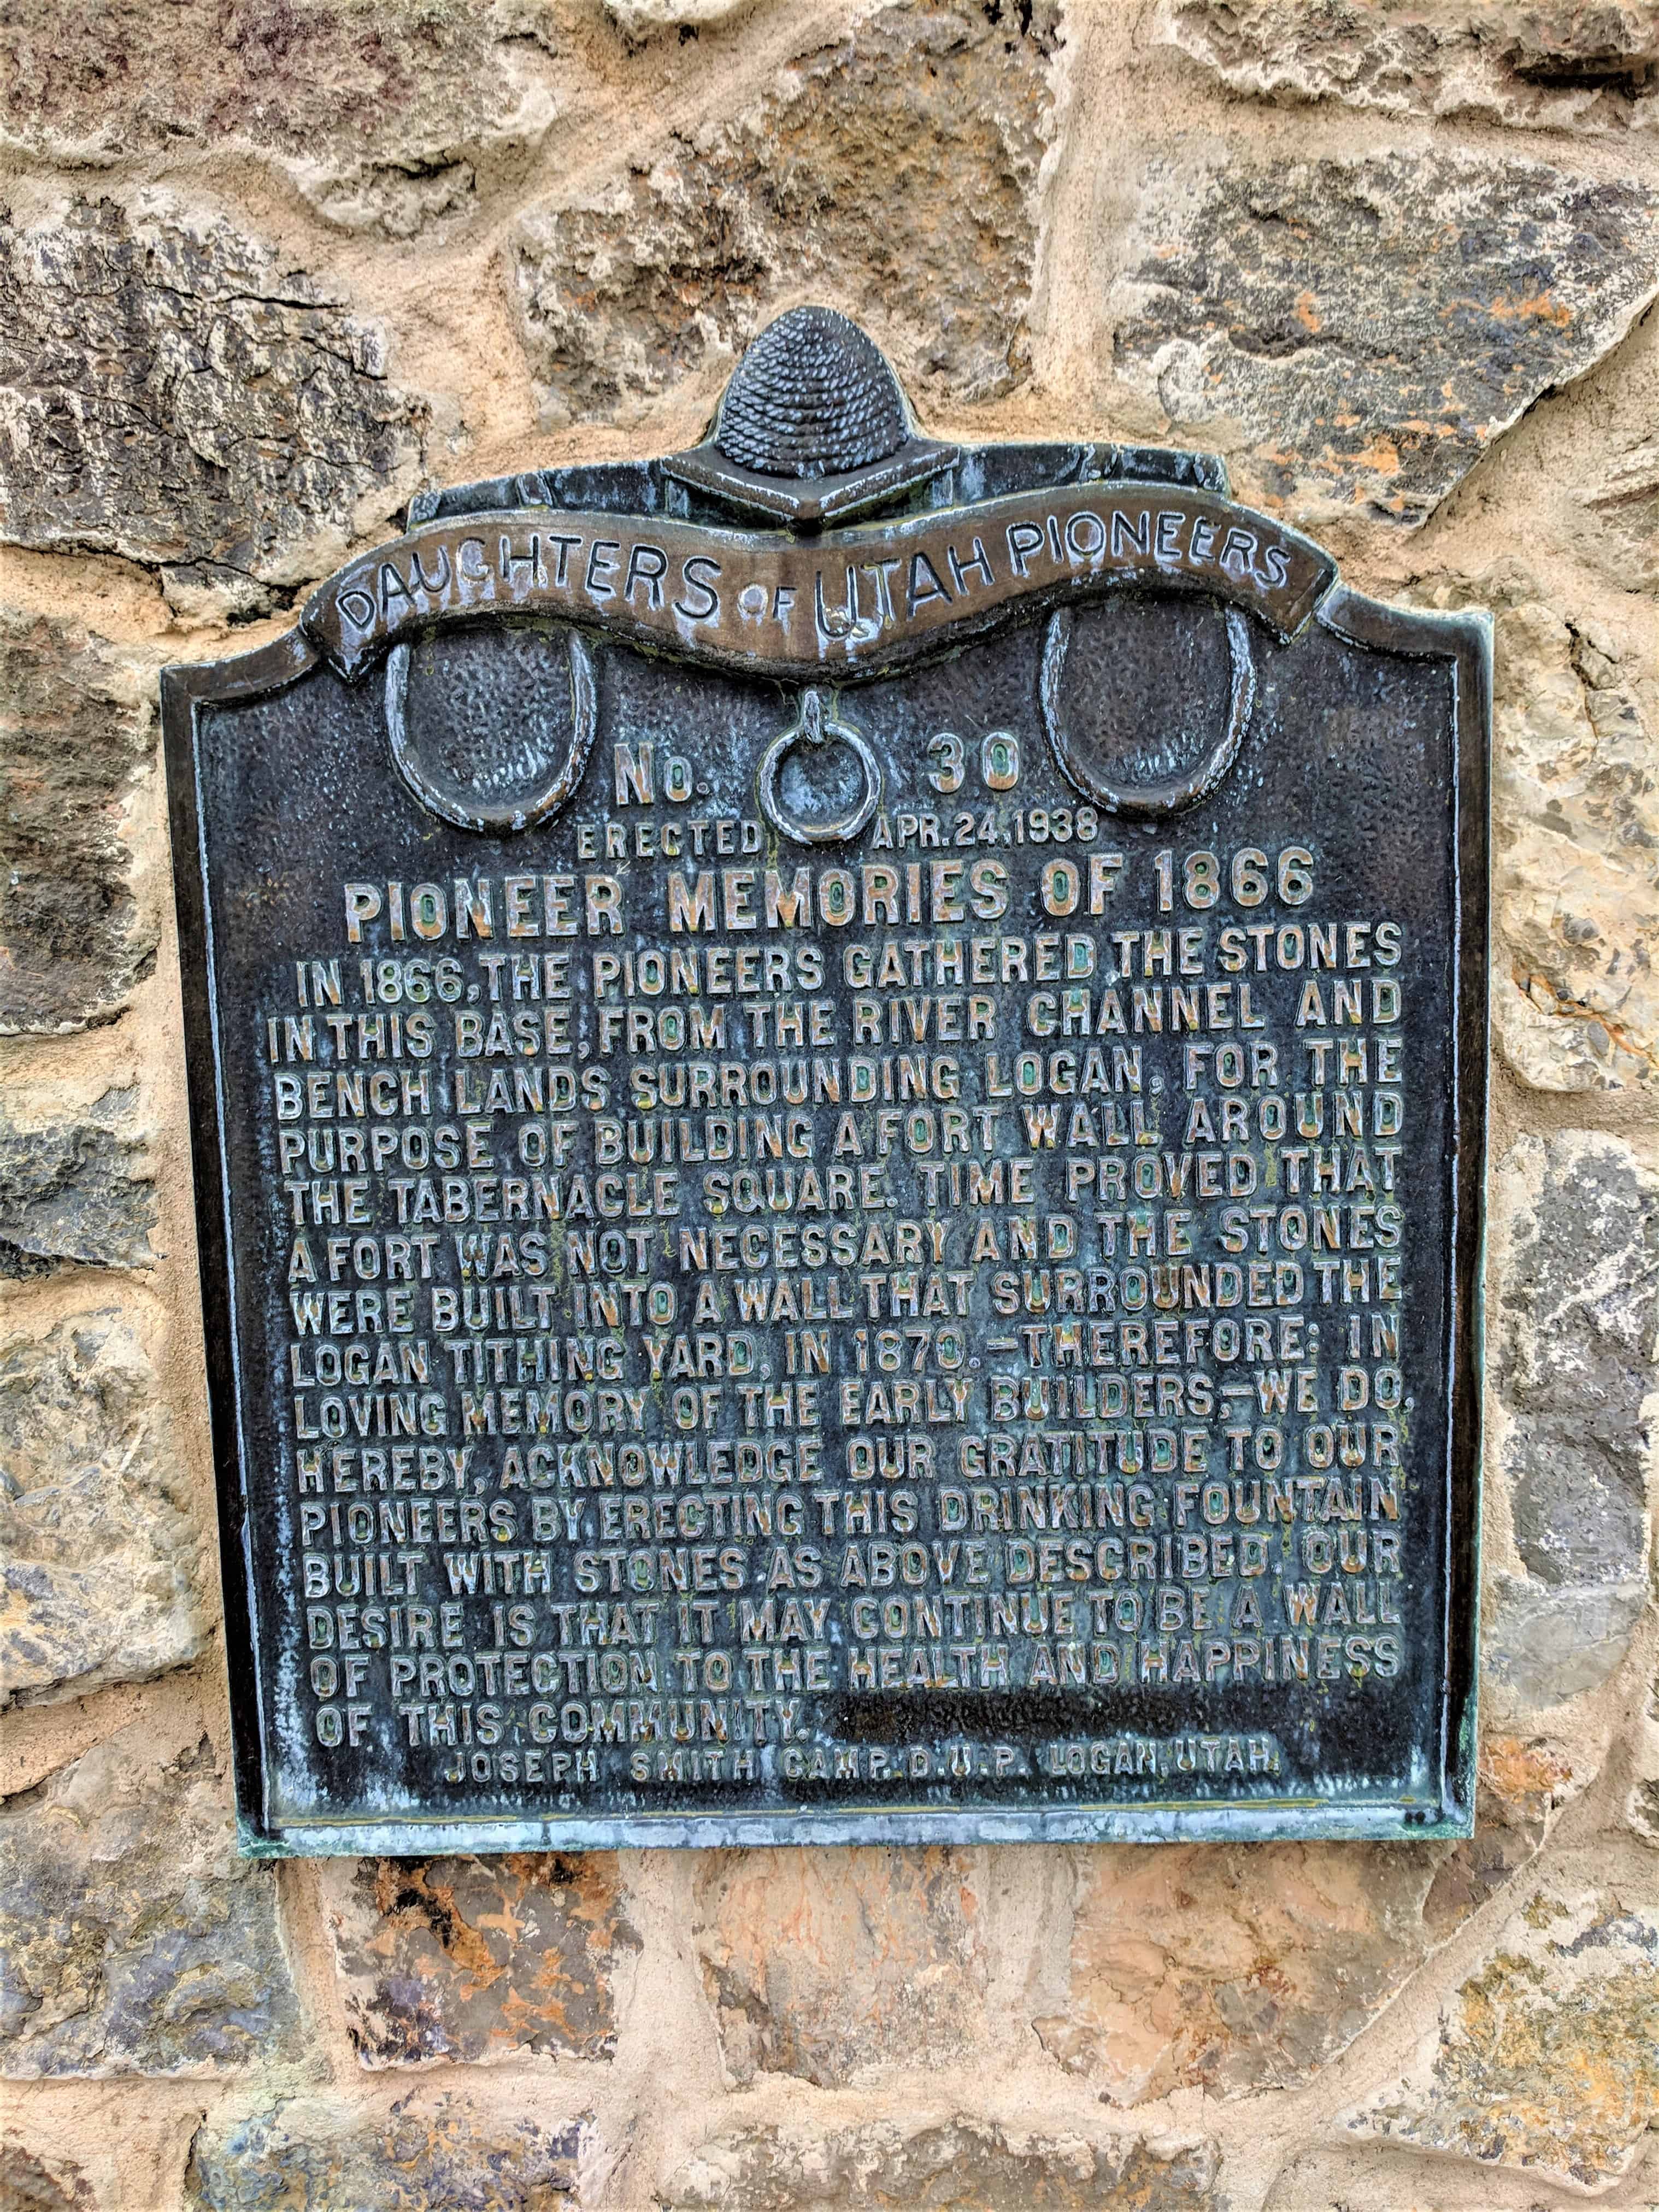 DAUGHTERS OF UTAH PIONEERS
No. 30
ERECTED APR. 24, 1938
PIONEER MEMORIES OF 1866
IN 1866, THE PIONEERS GATHERED THE STONES
IN THIS BASE, FROM THE RIVER CHANNEL AND
BENCH LANDS SURROUNDING LOGAN, FOR THE
PURPOSE OF BUILDING A FORT WALL AROUND
THE TABERNACLE SQUARE. TIME PROVED THAT
A FORT WAS NOT NECESSARY AND THE STONES
WERE BUILT INTO A WALL THAT SURROUNDED THE
LOGAN TITHING YARD, IN 1870.—THEREFORE: IN
LOVING MEMORY OF THE EARLY BUILDERS,—WE DO,
HEREBY, ACKNOWLEDGE OUR GRATITUDE TO OUR
PIONEERS BY ERECTING THIS DRINKING FOUNTAIN
BUILT WITH STONES AS ABOVE DESCRIBED. OUR
DESIRE IS THAT IT MAY CONTINUE TO BE A WALL
OF PROTECTION TO THE HEALTH AND HAPPINESS
OF THIS COMMUNITY.
JOSEPH SMITH CAMP. D.U.P. LOGAN, UTAH.